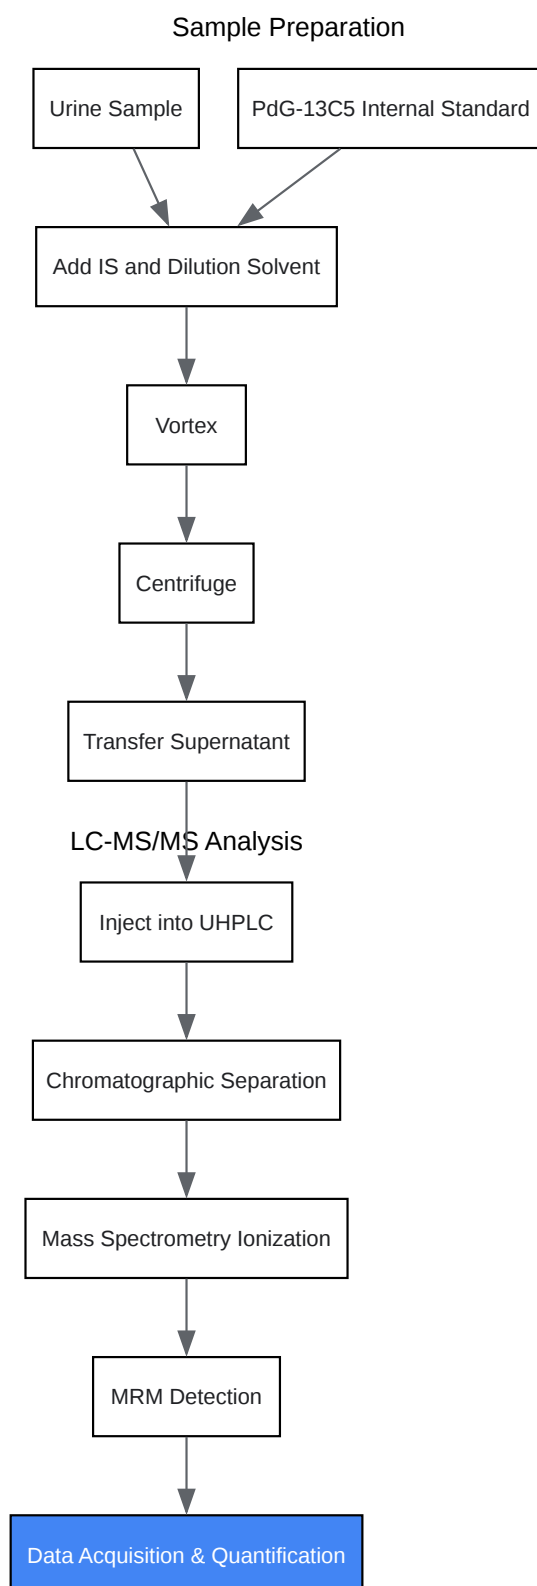 Sample Preparation
Urine Sample
PdG-13C5 Internal Standard
Add IS and Dilution Solvent
Vortex
Centrifuge
Transfer Supernatant
LC-MS/MS Analysis
Inject into UHPLC
Chromatographic Separation
Mass Spectrometry Ionization
MRM Detection
Data Acquisition & Quantification